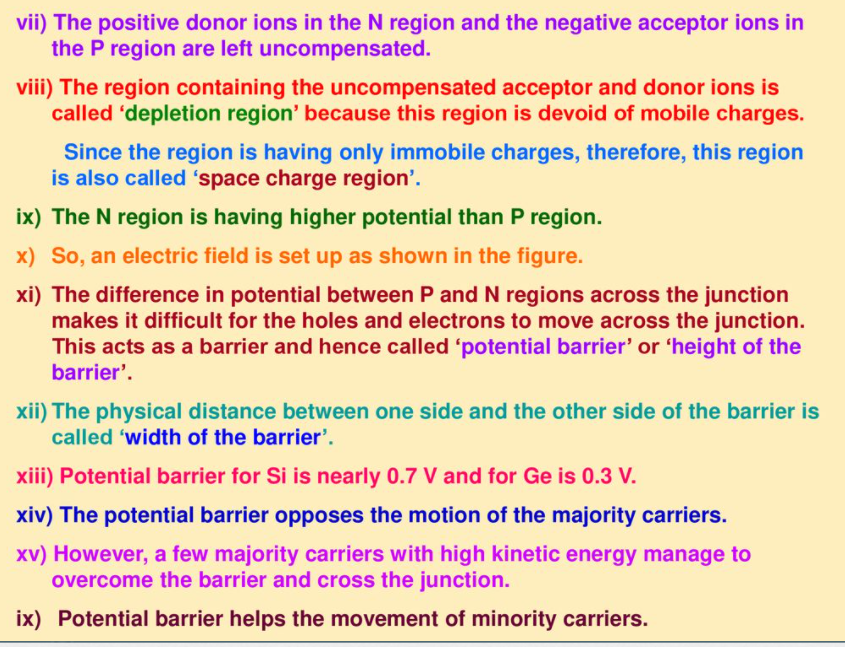 vii) The positive donor ions in the N region and the negative acceptor ions in
the P region are left uncompensated.
viii) The region containing the uncompensated acceptor and donor ions is
called ‘depletion region’ because this region is devoid of mobile charges.
Since the region is having only immobile charges, therefore, this region
is also called ‘space charge region’.
ix) The N region is having higher potential than P region.
x) So, an electric field is set up as shown in the figure.
xi) The difference in potential between P and N regions across the junction
makes it difficult for the holes and electrons to move across the junction.
This acts as a barrier and hence called ‘potential barrier’ or ‘height of the
barrier’.
xii) The physical distance between one side and the other side of the barrier is
called ‘width of the barrier’.
xiii) Potential barrier for Si is nearly 0.7 V and for Ge is 0.3 V.
xiv) The potential barrier opposes the motion of the majority carriers.
xv) However, a few majority carriers with high kinetic energy manage to
overcome the barrier and cross the junction.
ix) Potential barrier helps the movement of minority carriers.